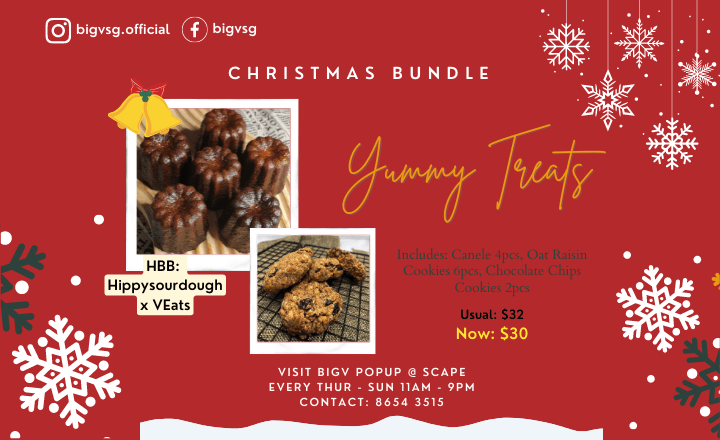 bigvsg.official bigvsg
CHRISTMAS BUNDLE
Yummy Treats
HBB:
Hippysourdough
x VEats
Includes: Canele 4pcs, Oat Raisin
Cookies 6pcs, Chocolate Chips
Cookies 2pcs
Usual: $32
Now: $30
VISIT BIGV POPUP @ SCAPE
EVERY THUR - SUN 11AM - 9PM
CONTACT: 8654 3515